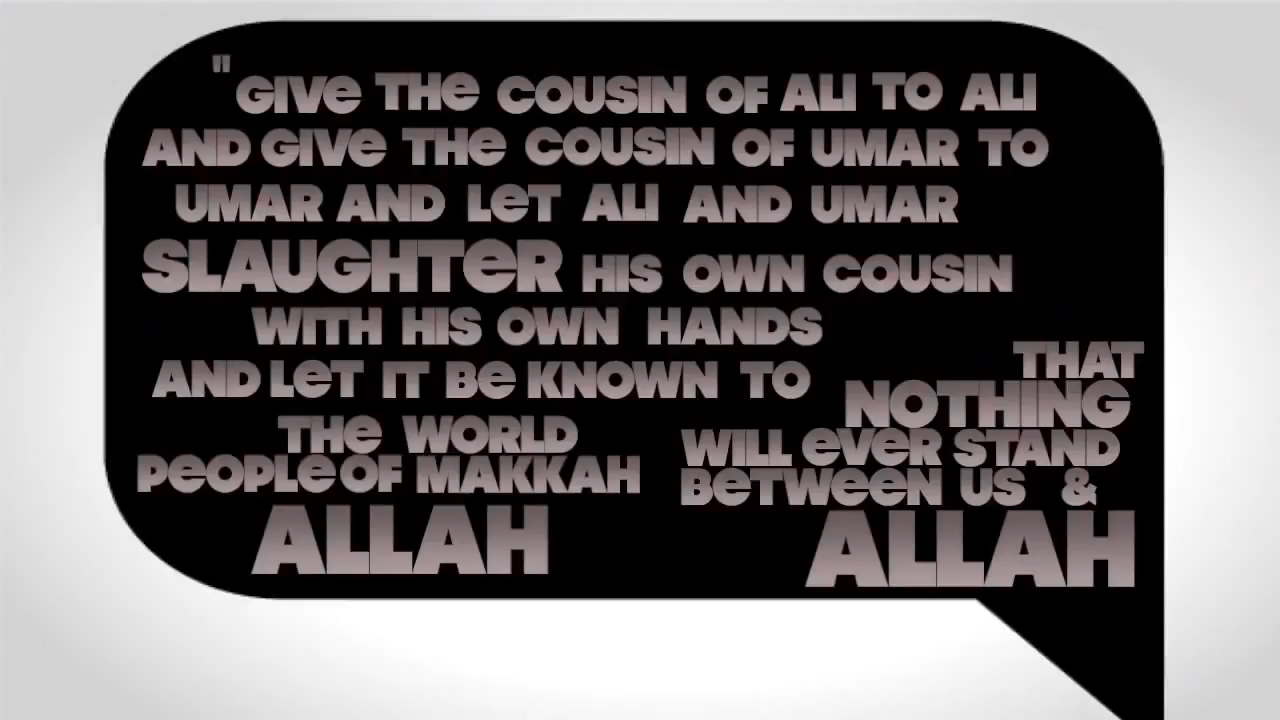 "GIVE THE COUSIN OF ALI TO ALI
AND GIVE THE COUSIN OF UMAR TO
UMAR AND LET ALI AND UMAR
SLAUGHTER HIS OWN COUSIN
WITH HIS OWN HANDS
AND LET IT BE KNOWN TO
THE WORLD
PEOPLE OF MAKKAH
ALLAH
THAT
NOTHING
WILL EVER STAND
BETWEEN US &
ALLAH